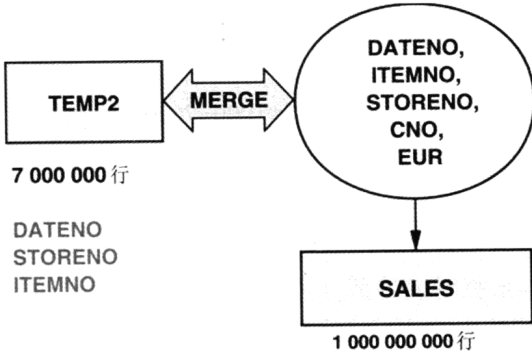 DATENO,
ITEMNO,
STORENO,
CNO,
EUR
TEMP2
MERGE
7 000 000 行
DATENO
STORENO
ITEMNO
SALES
1 000 000 000 行